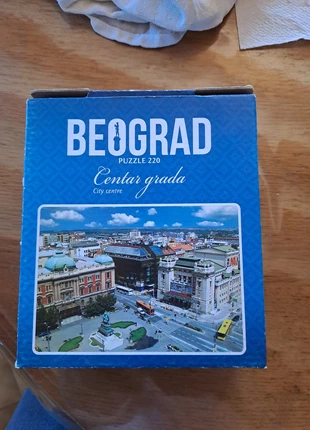 BEOGRAD
PUZZLE 220
Centar grada
City centre